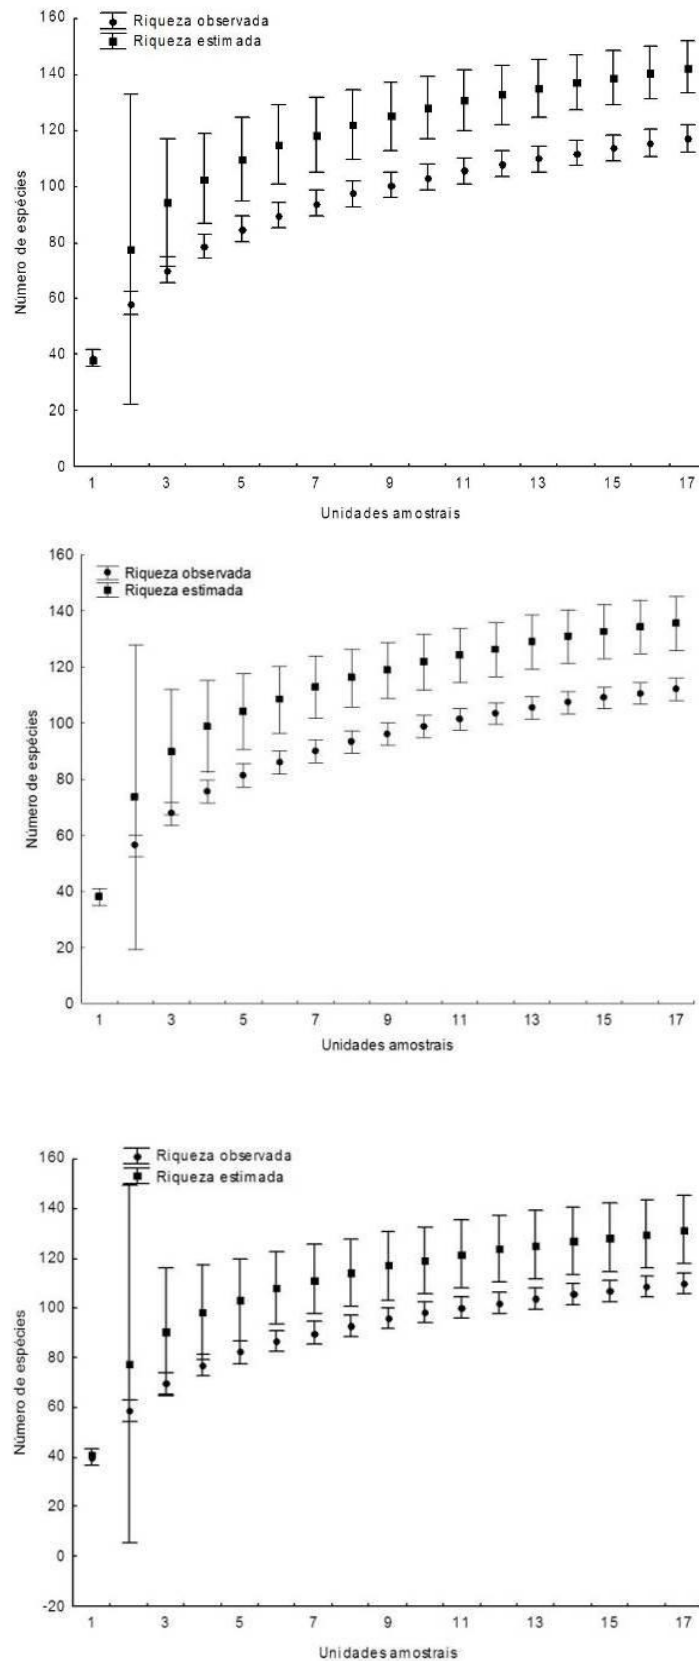 160
Riqueza observada
Riqueza estimada
140
120
100
80
60
40
20
0
Número de espécies
1 3 5 7 9 11 13 15 17
Unidades amostrais
160
Riqueza observada
Riqueza estimada
140
120
100
80
60
40
20
0
Número de espécies
1 3 5 7 9 11 13 15 17
Unidades amostrais
160
Riqueza observada
Riqueza estimada
140
120
100
80
60
40
20
0
-20
Número de espécies
1 3 5 7 9 11 13 15 17
Unidades amostrais